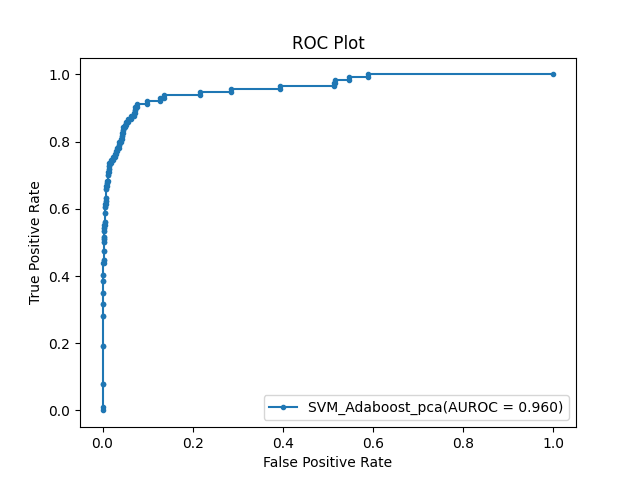 ROC Plot
True Positive Rate
1.0
0.8
0.6
0.4
0.2
0.0
SVM_Adaboost_pca(AUROC = 0.960)
0.0 0.2 0.4 0.6 0.8 1.0
False Positive Rate